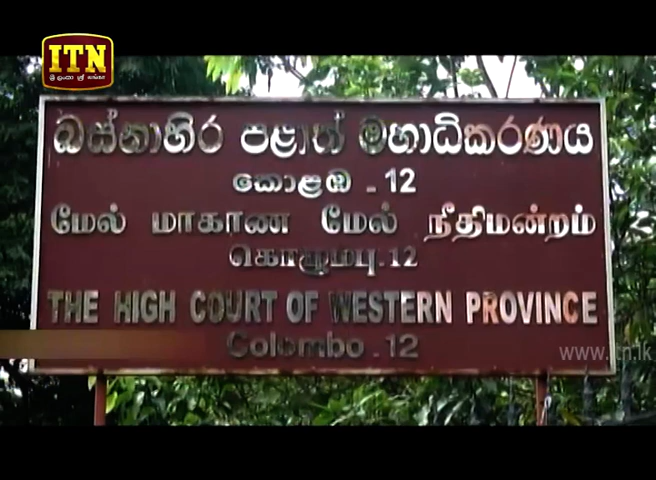 ITN
ශ්‍රී ලංකා ஸ்ரீ லங்கா
බස්නාහිර පළාත් මහාධිකරණය
කොළඹ - 12
மேல் மாகாண மேல் நீதிமன்றம்
கொழும்பு - 12
THE HIGH COURT OF WESTERN PROVINCE
Colombo - 12
www.itn.lk